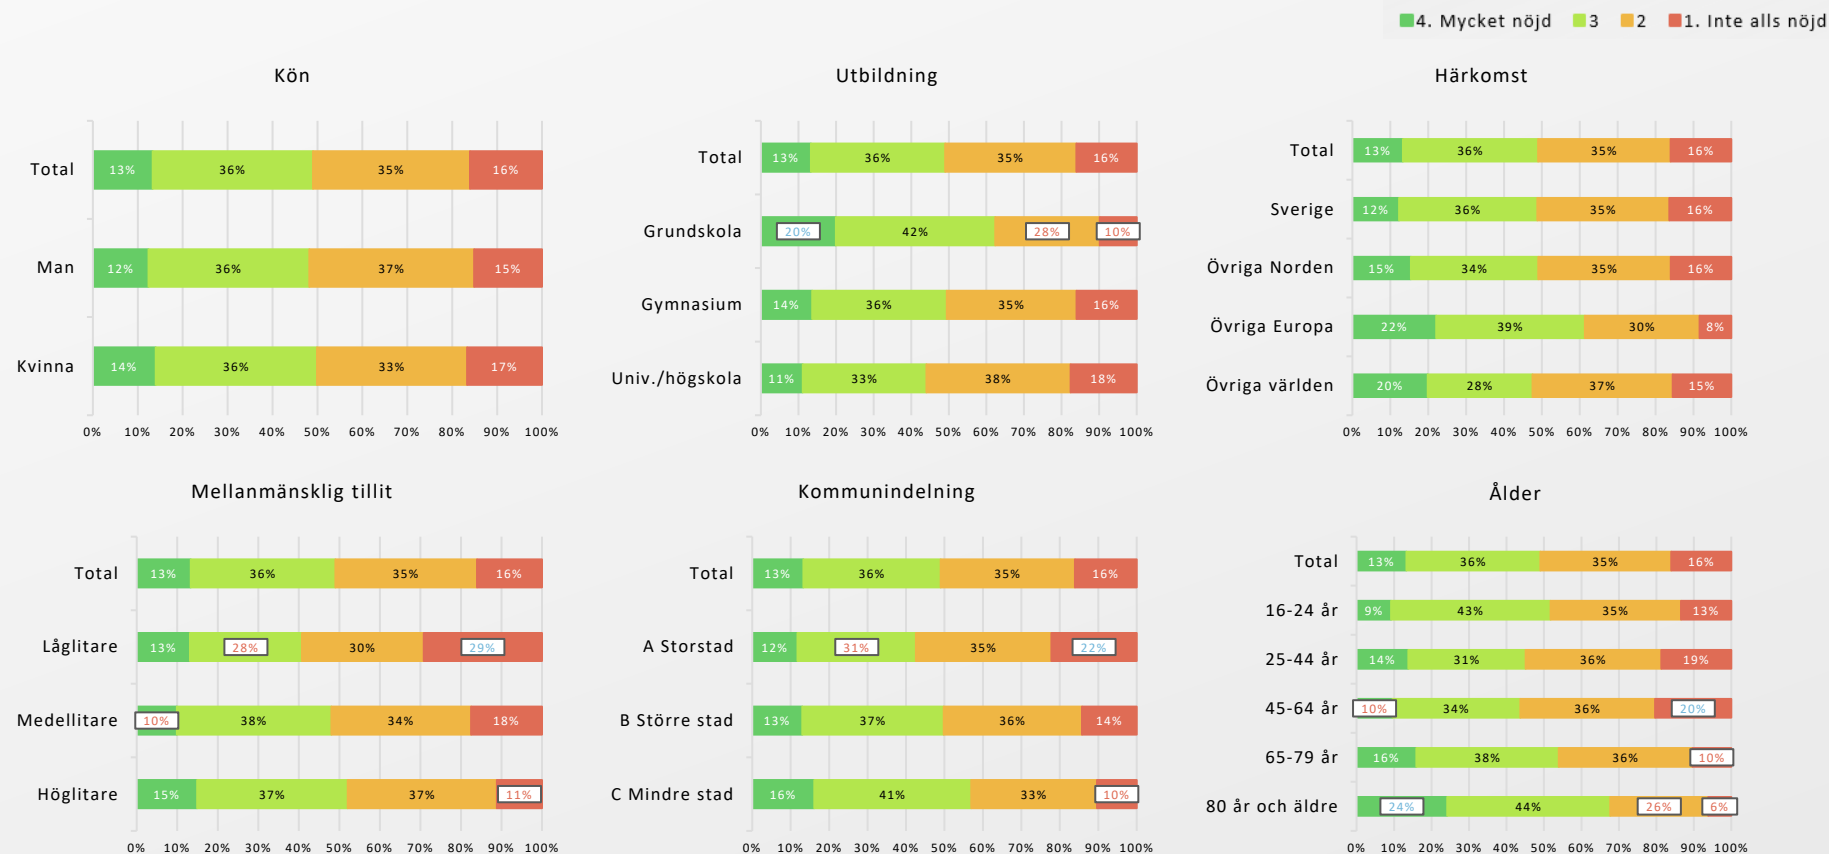 4. Mycket nöjd 3 2 1. Inte alls nöjd
Kön
Total 13% 36% 35% 16%
Man 12% 36% 37% 15%
Kvinna 14% 36% 33% 17%
0% 10% 20% 30% 40% 50% 60% 70% 80% 90% 100%
Utbildning
Total 13% 36% 35% 16%
Grundskola 20% 42% 28% 10%
Gymnasium 14% 36% 35% 16%
Univ./högskola 11% 33% 38% 18%
0% 10% 20% 30% 40% 50% 60% 70% 80% 90% 100%
Härkomst
Total 13% 36% 35% 16%
Sverige 12% 36% 35% 16%
Övriga Norden 15% 34% 35% 16%
Övriga Europa 22% 39% 30% 8%
Övriga världen 20% 28% 37% 15%
0% 10% 20% 30% 40% 50% 60% 70% 80% 90% 100%
Mellanmänsklig tillit
Total 13% 36% 35% 16%
Låglitare 13% 28% 30% 29%
Medellitare 10% 38% 34% 18%
Höglitare 15% 37% 37% 11%
0% 10% 20% 30% 40% 50% 60% 70% 80% 90% 100%
Kommunindelning
Total 13% 36% 35% 16%
A Storstad 12% 31% 35% 22%
B Större stad 13% 37% 36% 14%
C Mindre stad 16% 41% 33% 10%
0% 10% 20% 30% 40% 50% 60% 70% 80% 90% 100%
Ålder
Total 13% 36% 35% 16%
16-24 år 9% 43% 35% 13%
25-44 år 14% 31% 36% 19%
45-64 år 10% 34% 36% 20%
65-79 år 16% 38% 36% 10%
80 år och äldre 24% 44% 26% 6%
0% 10% 20% 30% 40% 50% 60% 70% 80% 90% 100%